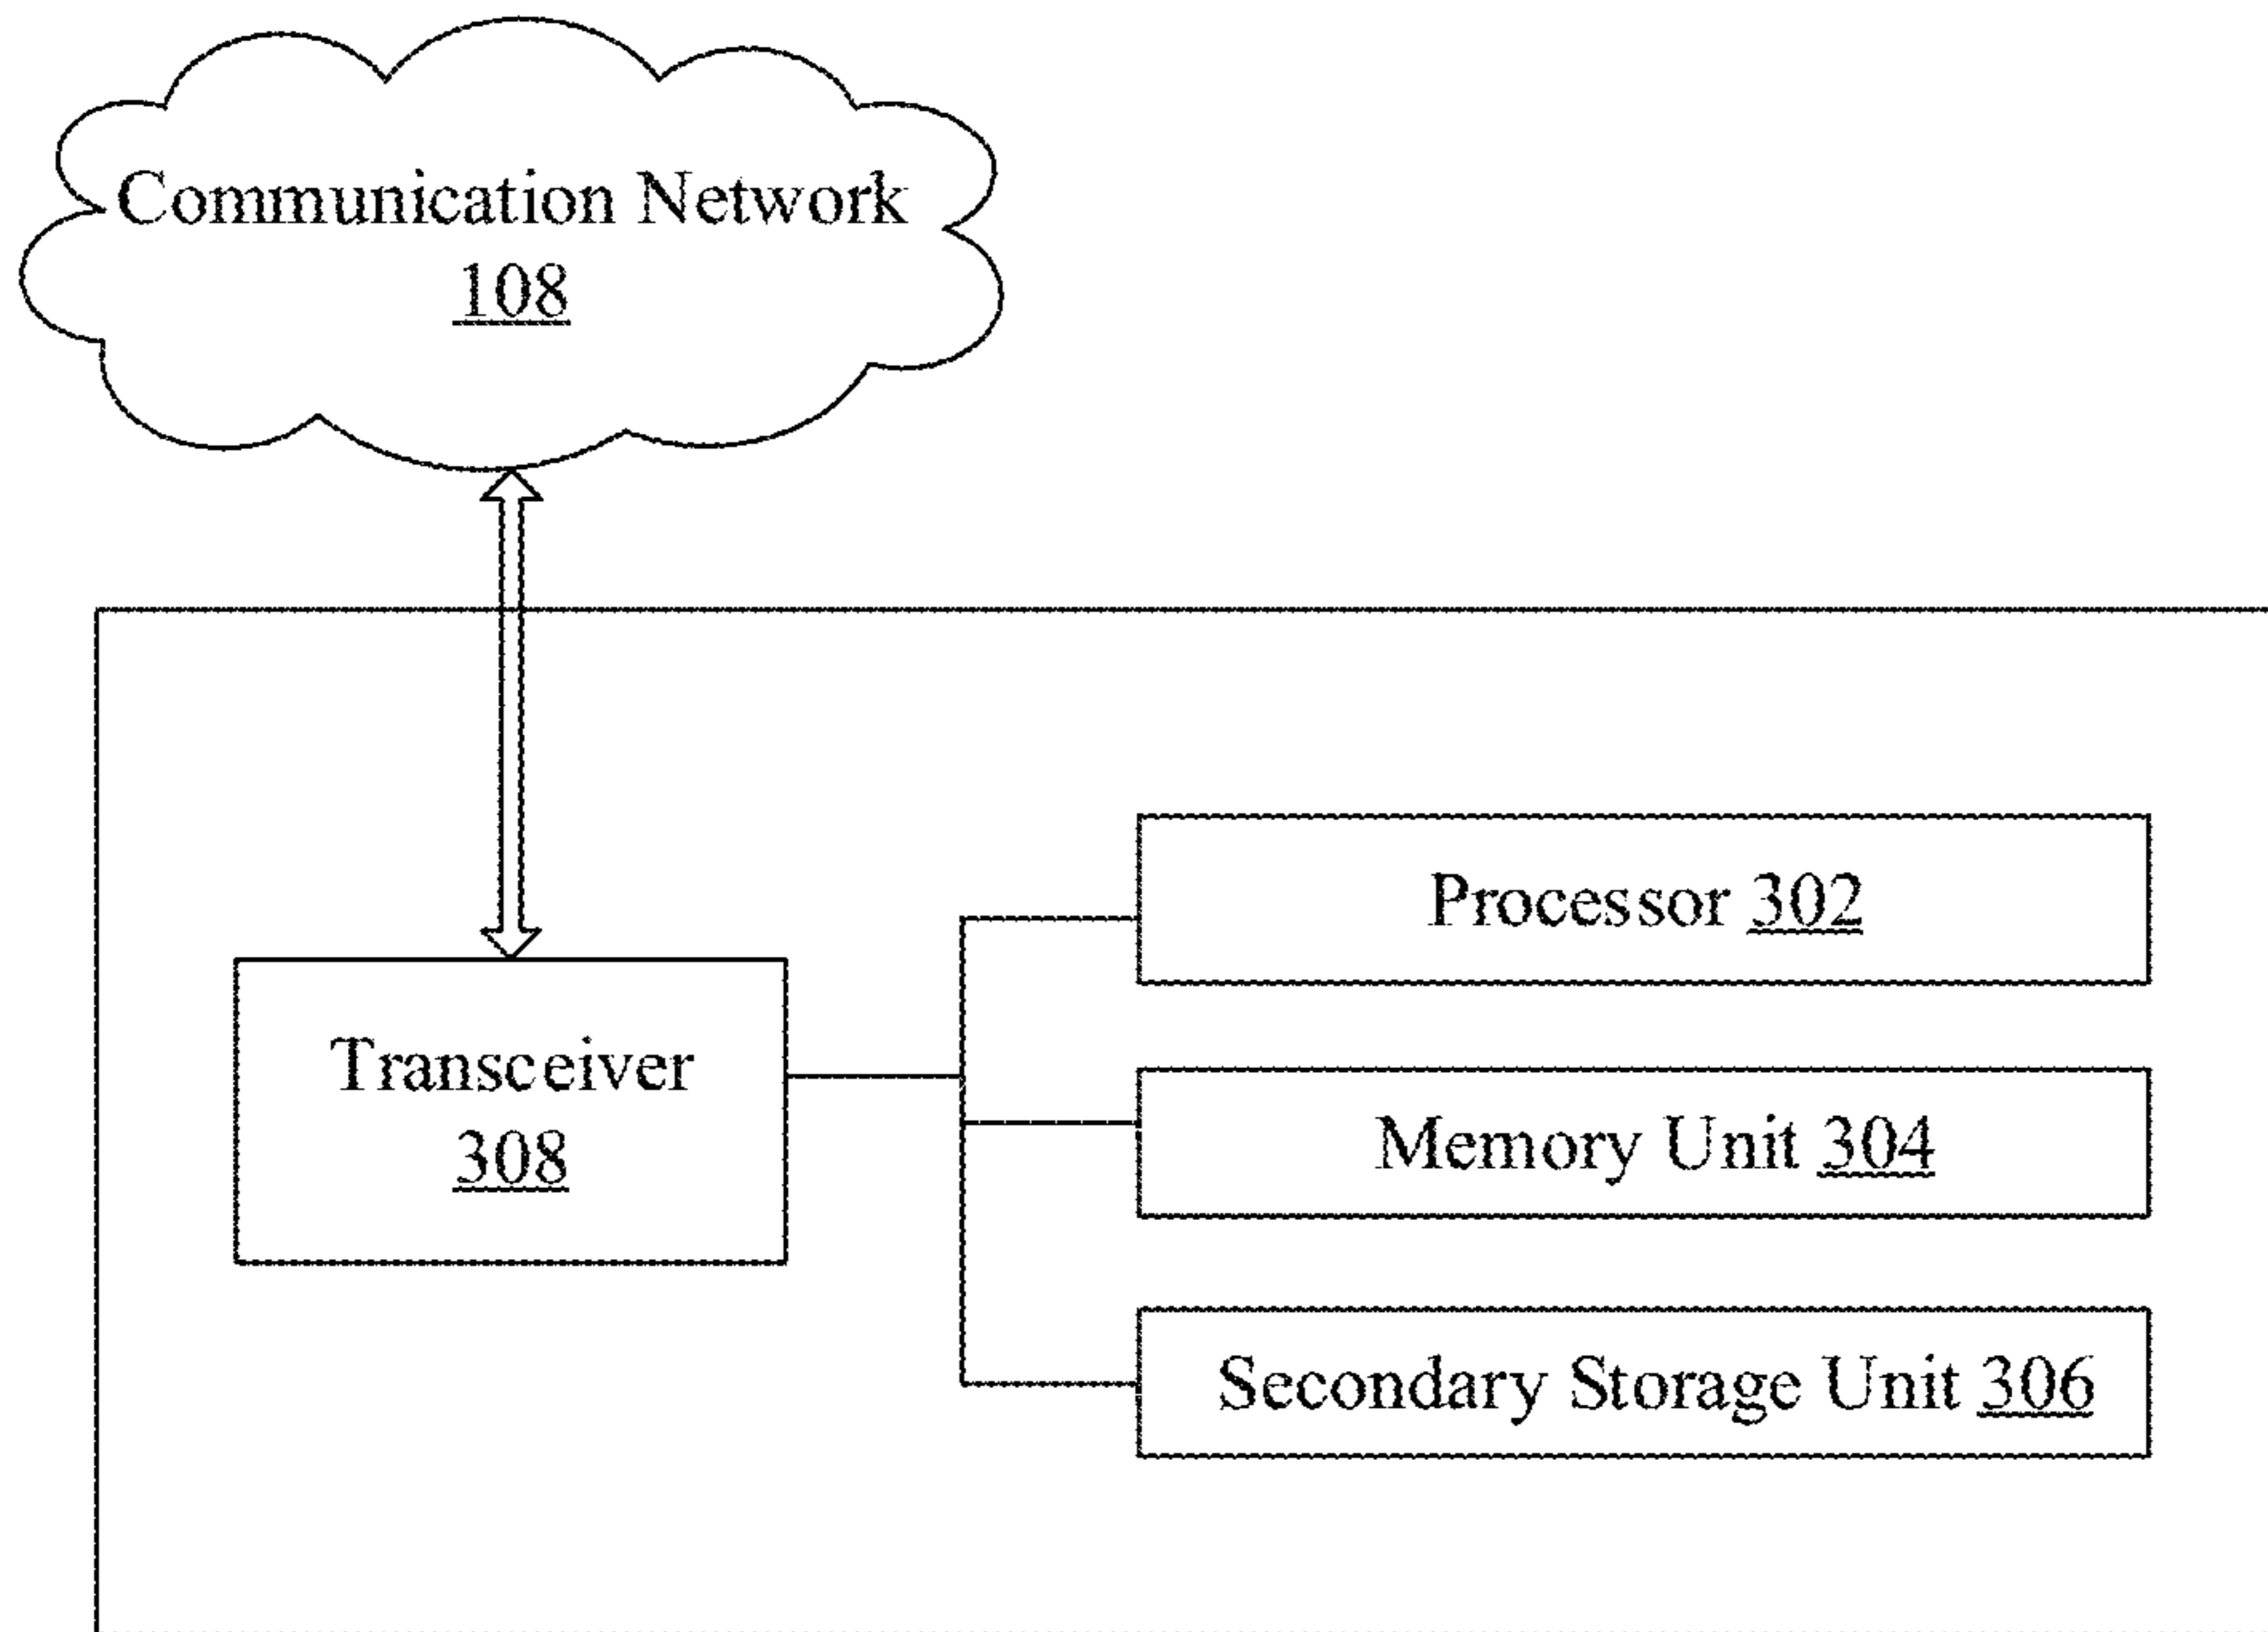 Communication Network
108
Transceiver
308
Processor 302
Memory Unit 304
Secondary Storage Unit 306